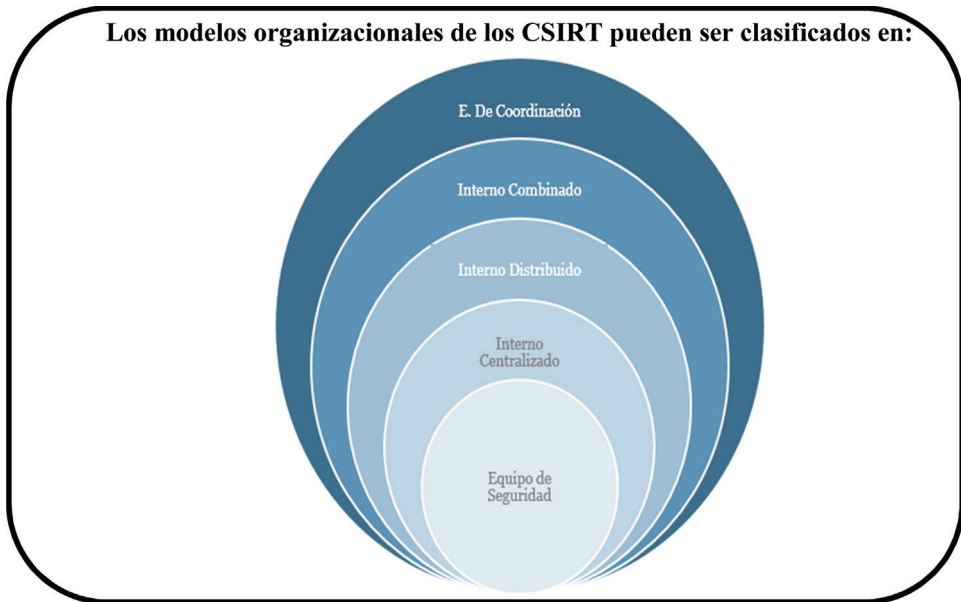 Los modelos organizacionales de los CSIRT pueden ser clasificados en:
E. De Coordinación
Interno Combinado
Interno Distribuido
Interno
Centralizado
Equipo de
Seguridad